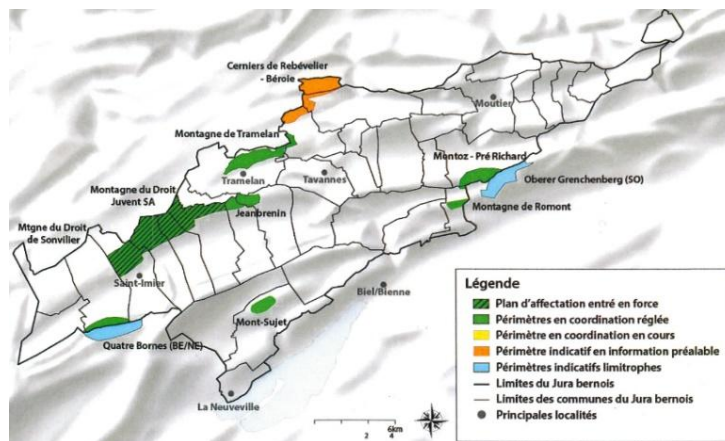 Cerniers de Rebévelier
- Béroie
Moutier
Montagne de Tramelan
Montoz - Pré Richard
Tramelan
Tavannes
Oberer Grenchenberg (SO)
Montagne du Droit
Juvent SA
Jeanbrenin
Montagne de Romont
Mtgne du Droit
de Sonvilier
Saint-Imier
Biel/Bienne
Mont-Sujet
Quatre Bornes (BE/NE)
La Neuveville
6km
2 4
Légende
Plan d'affectation entré en force
Périmètres en coordination réglée
Périmètre en coordination en cours
Périmètre indicatif en information préalable
Périmètres indicatifs limitrophes
Limites du Jura bernois
Limites des communes du Jura bernois
Principales localités